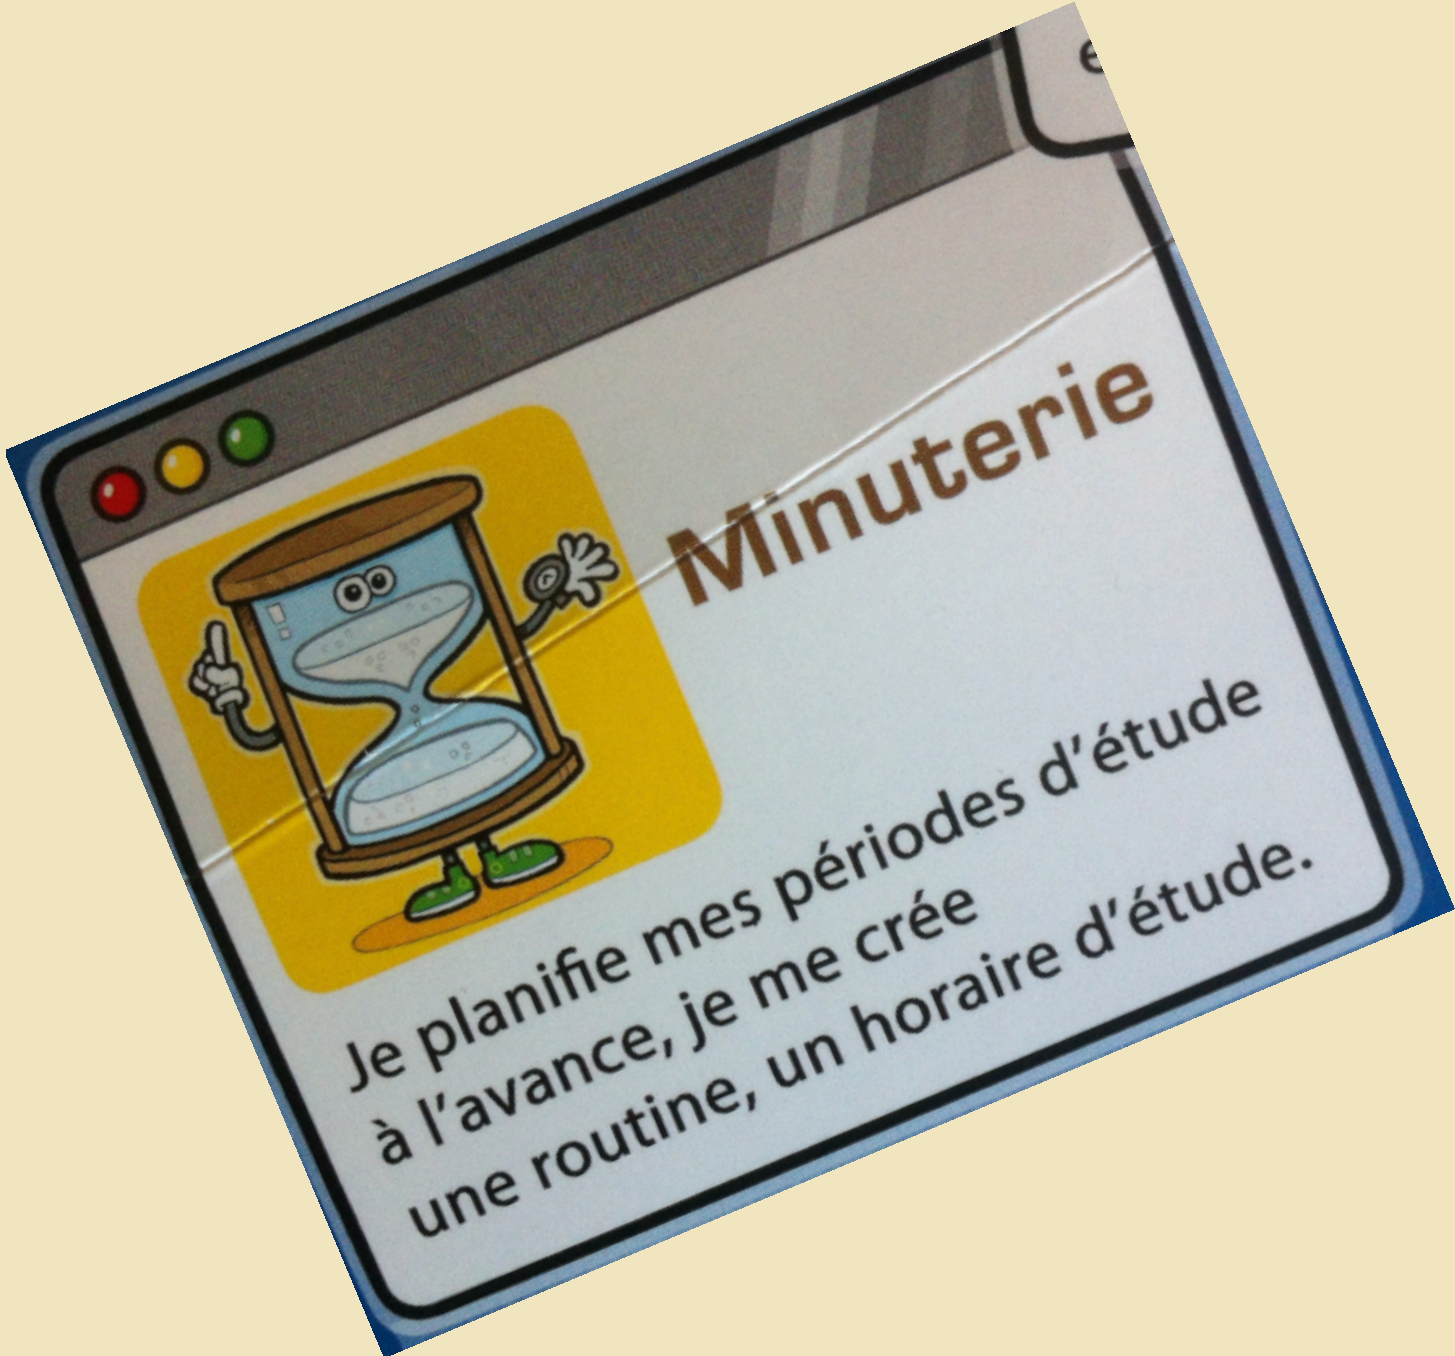 Minuterie
Je planifie mes périodes d'étude
à l'avance, je me crée
une routine, un horaire d'étude.